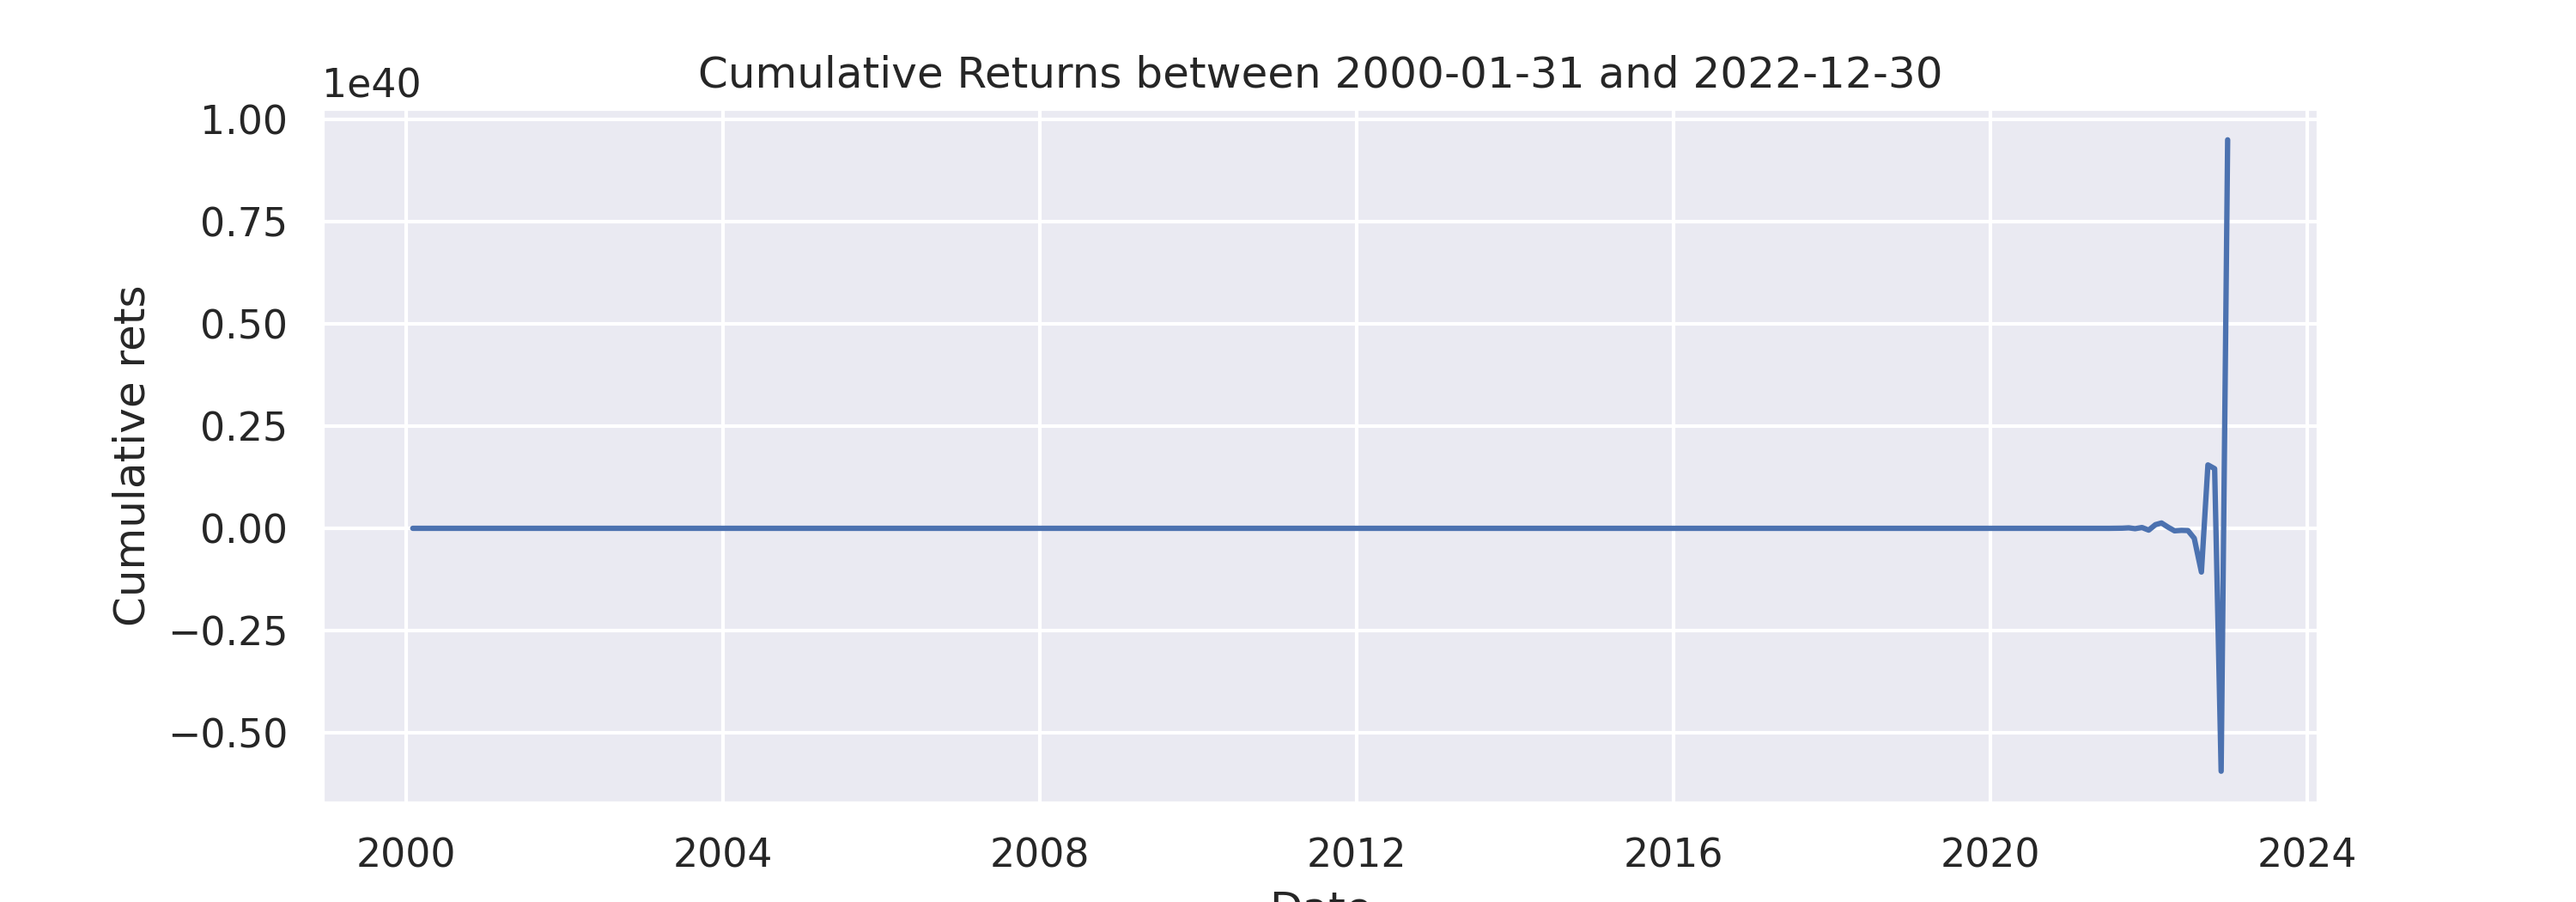 Cumulative Returns between 2000-01-31 and 2022-12-30
1e40
1.00
0.75
0.50
0.25
0.00
−0.25
−0.50
Cumulative rets
2000 2004 2008 2012 2016 2020 2024
Date